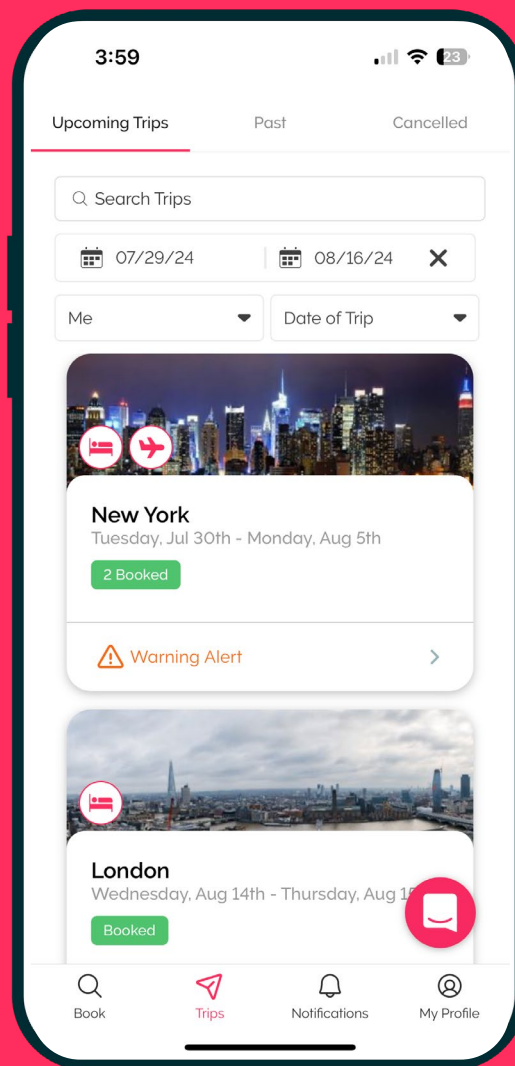 3:59
23
Upcoming Trips Past Cancelled
Search Trips
07/29/24 08/16/24
Me Date of Trip
New York
Tuesday, Jul 30th - Monday, Aug 5th
2 Booked
Warning Alert
London
Wednesday, Aug 14th - Thursday, Aug
Booked
Book Trips Notifications My Profile